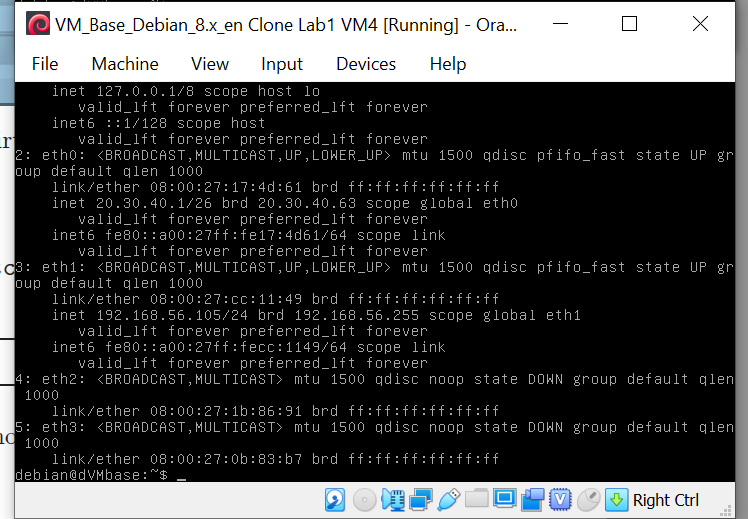 VM_Base_Debian_8.x_en Clone Lab1 VM4 [Running] - Ora...
File Machine View Input Devices Help
inet 127.0.0.1/8 scope host lo
valid_lft forever preferred_lft forever
inet6 ::1/128 scope host
valid_lft forever preferred_lft forever
2: eth0: <BROADCAST,MULTICAST,UP,LOWER_UP> mtu 1500 qdisc pfifo_fast state UP gr
oup default qlen 1000
link/ether 08:00:27:17:4d:61 brd ff:ff:ff:ff:ff:ff
inet 20.30.40.1/26 brd 20.30.40.63 scope global eth0
valid_lft forever preferred_lft forever
inet6 fe80::a00:27ff:fe17:4d61/64 scope link
valid_lft forever preferred_lft forever
3: eth1: <BROADCAST,MULTICAST,UP,LOWER_UP> mtu 1500 qdisc pfifo_fast state UP gr
oup default qlen 1000
link/ether 08:00:27:cc:11:49 brd ff:ff:ff:ff:ff:ff
inet 192.168.56.105/24 brd 192.168.56.255 scope global eth1
valid_lft forever preferred_lft forever
inet6 fe80::a00:27ff:fecc:1149/64 scope link
valid_lft forever preferred_lft forever
4: eth2: <BROADCAST,MULTICAST> mtu 1500 qdisc noop state DOWN group default qlen
1000
link/ether 08:00:27:1b:86:91 brd ff:ff:ff:ff:ff:ff
5: eth3: <BROADCAST,MULTICAST> mtu 1500 qdisc noop state DOWN group default qlen
1000
link/ether 08:00:27:0b:83:b7 brd ff:ff:ff:ff:ff:ff
debian@dVMbase:~$ _
Right Ctrl